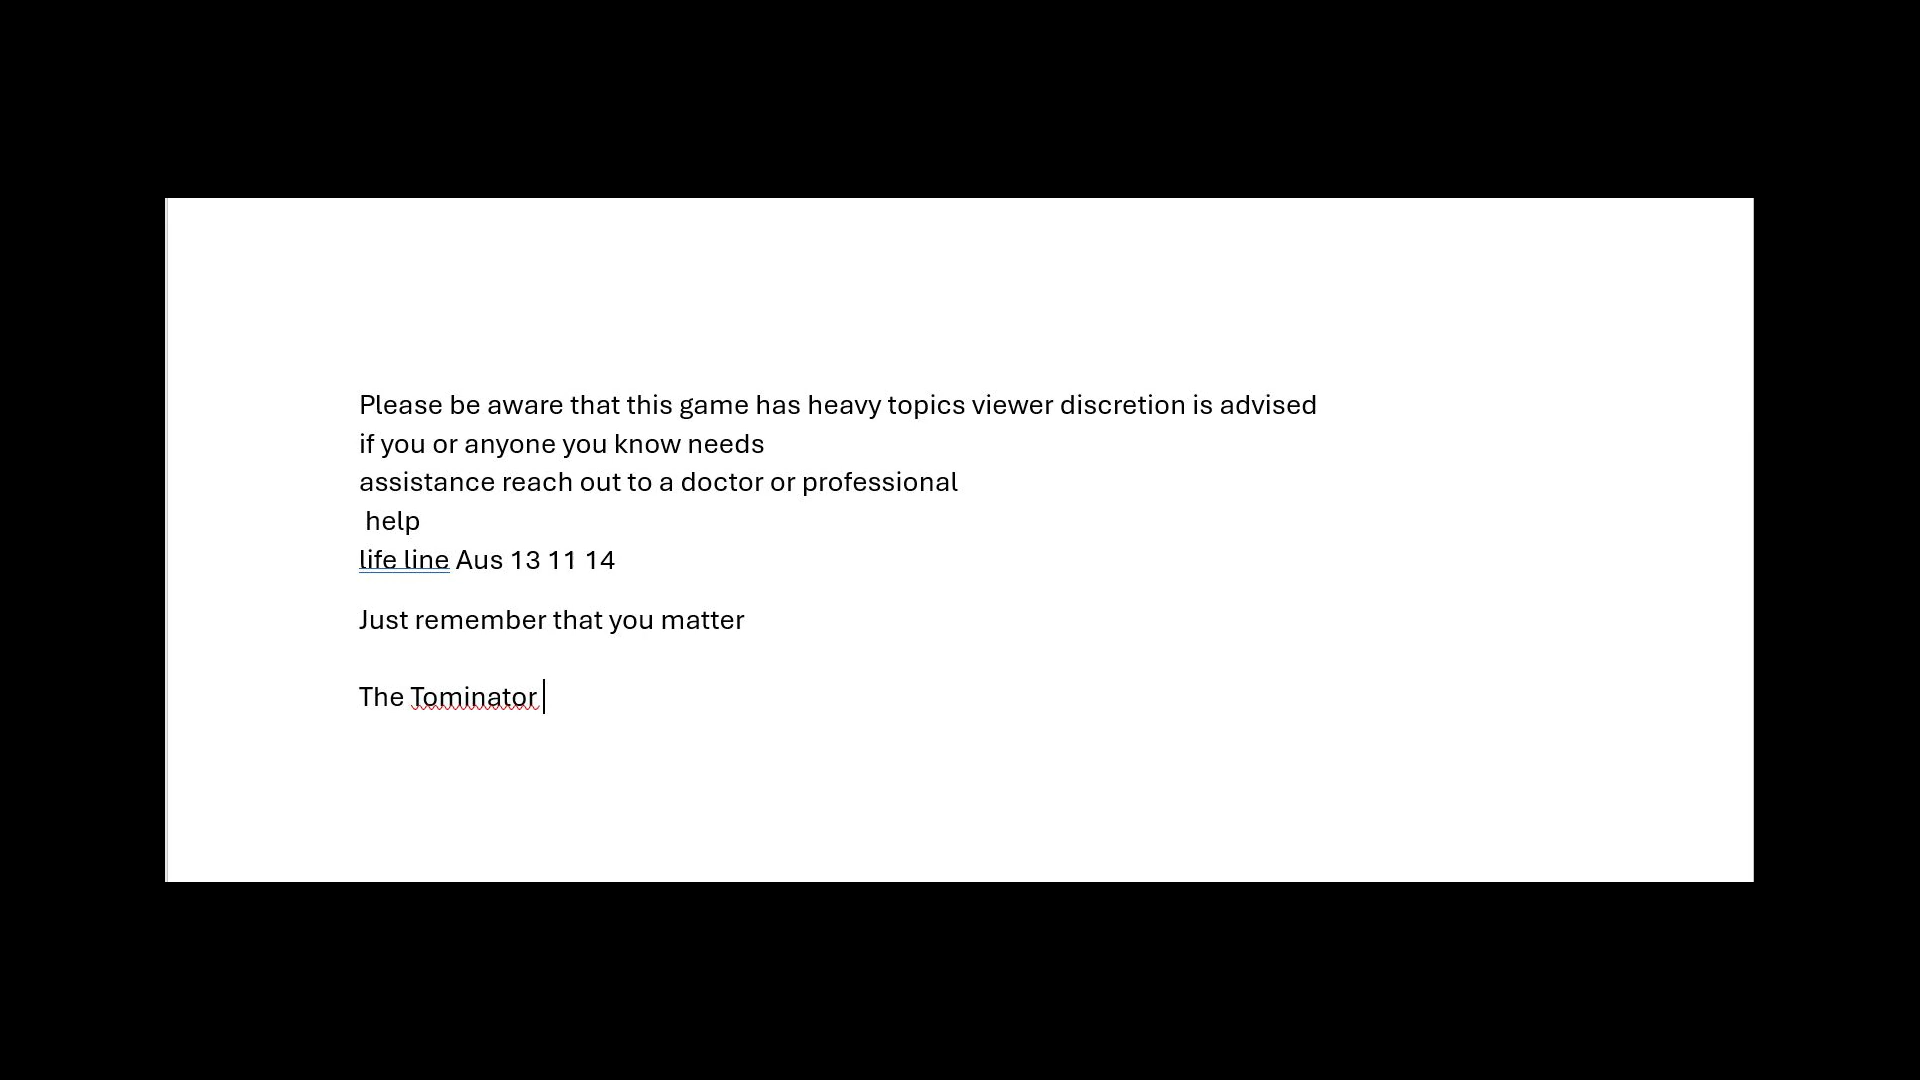 Please be aware that this game has heavy topics viewer discretion is advised
if you or anyone you know needs
assistance reach out to a doctor or professional
help
life line Aus 13 11 14
Just remember that you matter
The Tominator